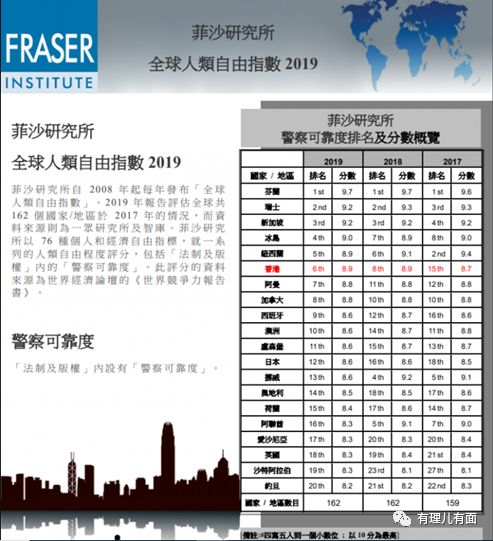 FRASER
INSTITUTE
菲沙研究所
全球人類自由指數 2019
菲沙研究所
全球人類自由指數 2019
菲沙研究所自 2008 年起每年發布「全球
人類自由指數」。2019 年報告評估全球共
162 個國家/地區於 2017 年的情況，而資
料來源則為一眾研究所及智庫。菲沙研究
所以 76 種個人和經濟自由指標，就一系
列的人類自由程度評分，包括「法制及版
權」內的「警察可靠度」。此評分的資料
來源為世界經濟論壇的《世界競爭力報告
書》。
警察可靠度
「法制及版權」內設有「警察可靠度」。
菲沙研究所
警察可靠度排名及分數概覽
2019 2018 2017
國家 / 地區 排名 分數 排名 分數 排名 分數
芬蘭 1st 9.7 1st 9.7 1st 9.6
瑞士 2nd 9.2 2nd 9.3 3rd 9.3
新加坡 3rd 9.2 3rd 9.2 4th 9.2
冰島 4th 9.0 7th 8.9 8th 9.0
紐西蘭 5th 8.9 6th 9.1 2nd 9.4
香港 6th 8.9 8th 8.9 15th 8.7
阿曼 7th 8.8 11th 8.8 12th 8.8
加拿大 8th 8.8 10th 8.8 10th 8.8
西班牙 9th 8.6 12th 8.7 16th 8.6
澳洲 10th 8.6 14th 8.7 11th 8.8
盧森堡 11th 8.6 15th 8.7 13th 8.7
日本 12th 8.6 16th 8.6 18th 8.5
挪威 13th 8.6 4th 9.2 5th 9.1
奧地利 14th 8.5 18th 8.5 17th 8.6
荷蘭 15th 8.4 17th 8.6 14th 8.7
阿聯酋 16th 8.3 5th 9.1 7th 9.0
愛沙尼亞 17th 8.3 20th 8.3 20th 8.4
英國 18th 8.3 19th 8.4 21st 8.4
沙特阿拉伯 19th 8.3 23rd 8.1 27th 8.1
約旦 20th 8.2 21st 8.2 22nd 8.3
國家 / 地區數目 162 162 159
備註:#四寫五人到一個小數位；以 10 分為最高]
有理儿有面